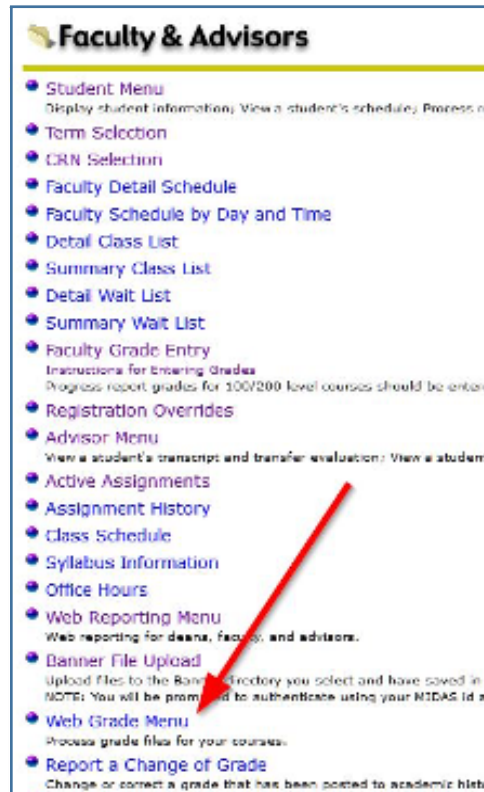 Faculty & Advisors
Student Menu
Display student information; View a student's schedule; Process
Term Selection
CRN Selection
Faculty Detail Schedule
Faculty Schedule by Day and Time
Detail Class List
Summary Class List
Detail Wait List
Summary Wait List
Faculty Grade Entry
Instructions for Entering Grades
Progress report grades for 100/200 level courses should be
Registration Overrides
Advisor Menu
View a student's transcript and transfer evaluation; View a
Active Assignments
Assignment History
Class Schedule
Syllabus Information
Office Hours
Web Reporting Menu
Web reporting for deans, faculty, and advisors.
Banner File Upload
Upload files to the directory you select and have saved in
NOTE: You will be to authenticate using your MIDAS id
Web Grade Menu
Process grade files for your courses.
Report a Change of Grade
Change or correct a grade that has been posted to academic